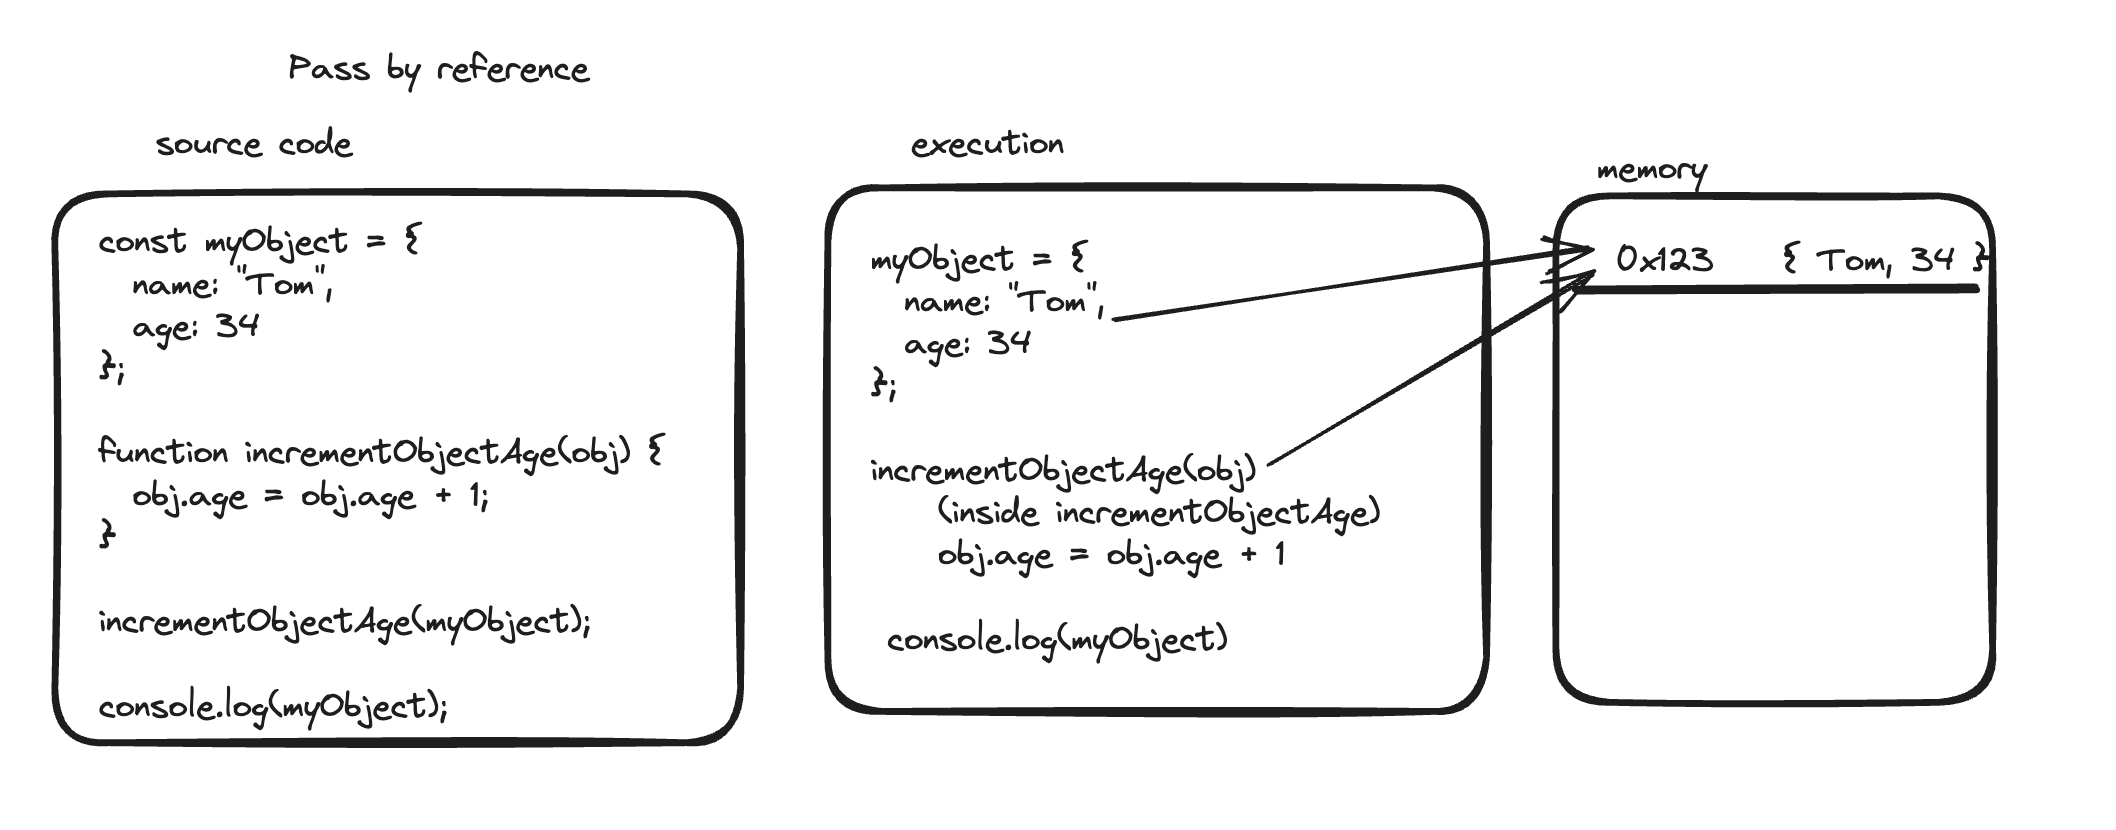 Pass by reference
source code
const myObject = {
name: "Tom",
age: 34
};
function incrementObjectAge(obj) {
obj.age = obj.age + 1;
}
incrementObjectAge(myObject);
console.log(myObject);
execution
myObject = {
name: "Tom",
age: 34
};
incrementObjectAge(obj)
(inside incrementObjectAge)
obj.age = obj.age + 1
console.log(myObject)
memory
0x123 { Tom, 34 }